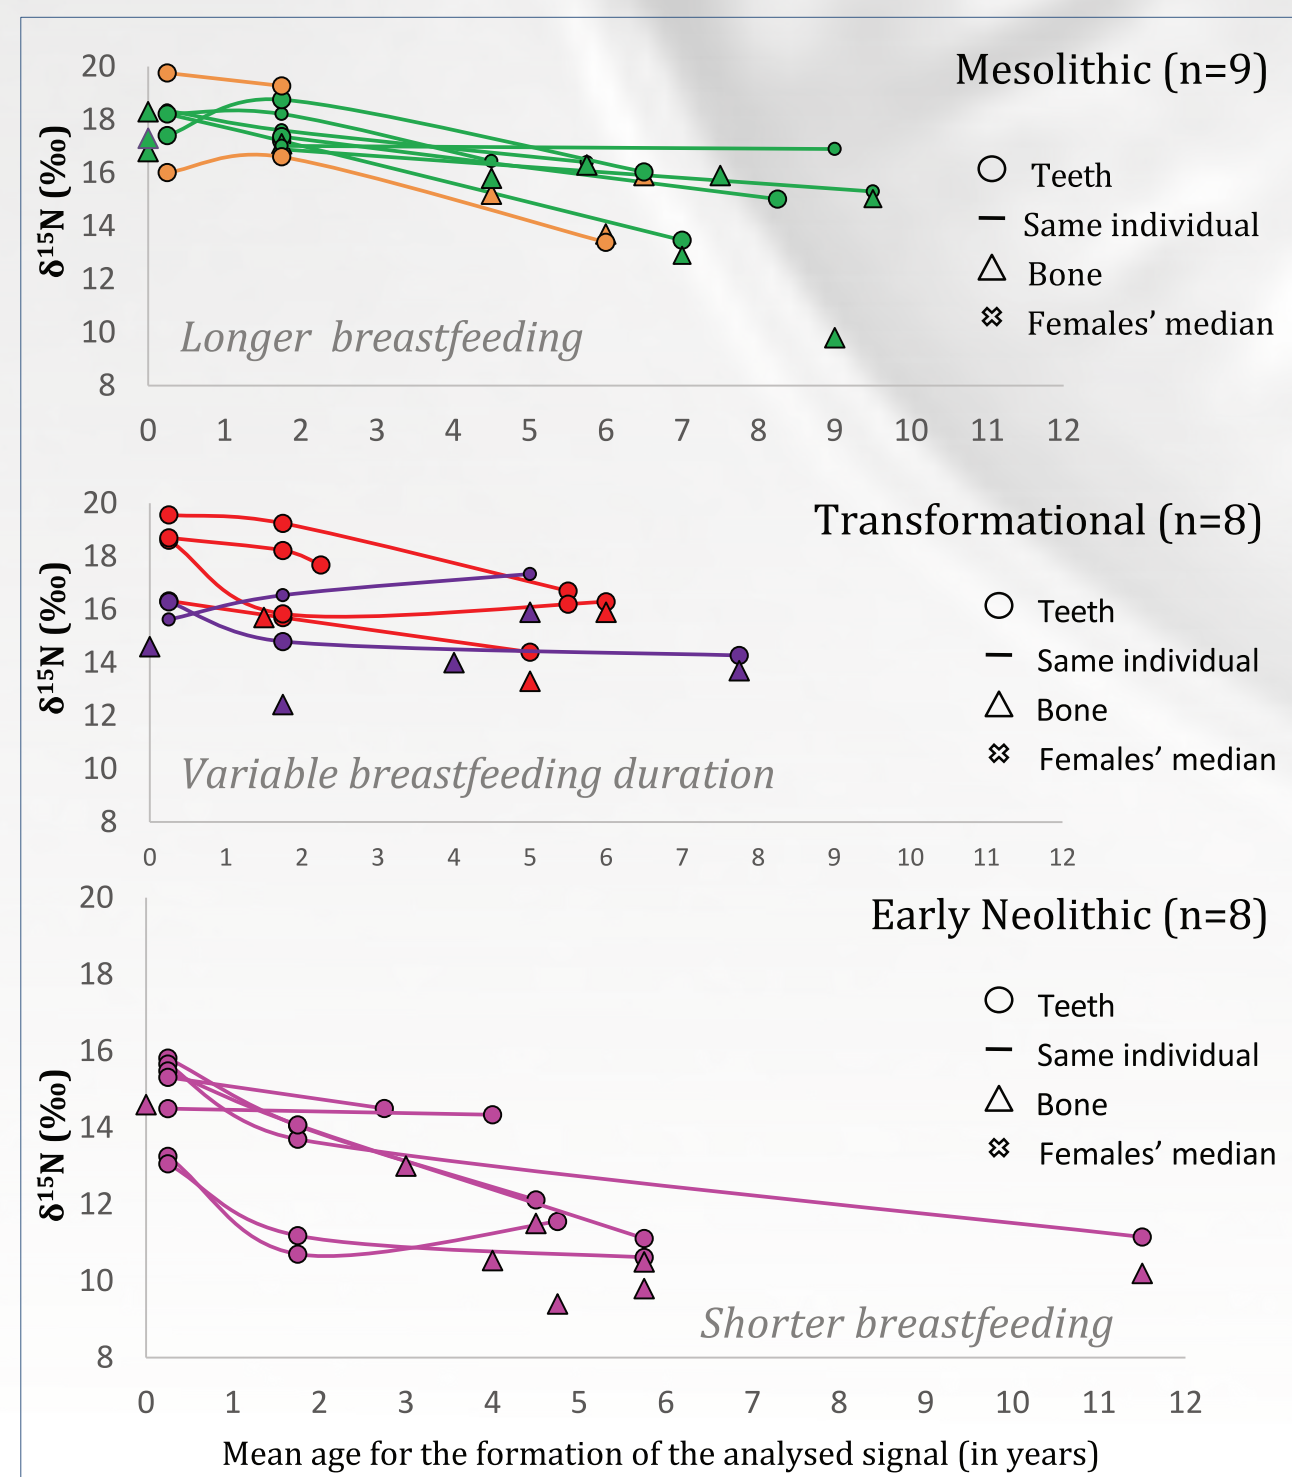 Mesolithic (n=9)
20
18
16
14
12
10
8
δ¹⁵N (‰)
Teeth
Same individual
Bone
Females’ median
Longer breastfeeding
0 1 2 3 4 5 6 7 8 9 10 11 12
Transformational (n=8)
20
18
16
14
12
10
8
δ¹⁵N (‰)
Teeth
Same individual
Bone
Females’ median
Variable breastfeeding duration
0 1 2 3 4 5 6 7 8 9 10 11 12
Early Neolithic (n=8)
20
18
16
14
12
10
8
δ¹⁵N (‰)
Teeth
Same individual
Bone
Females’ median
Shorter breastfeeding
0 1 2 3 4 5 6 7 8 9 10 11 12
Mean age for the formation of the analysed signal (in years)